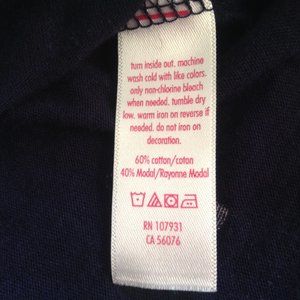 turn inside out. machine
wash cold with like colors.
only non-chlorine bleach
when needed. tumble dry
low. warm iron on reverse if
needed. do not iron on
decoration.
60% cotton/coton
40% Modal/Rayonne Modal
RN 107931
CA 56076